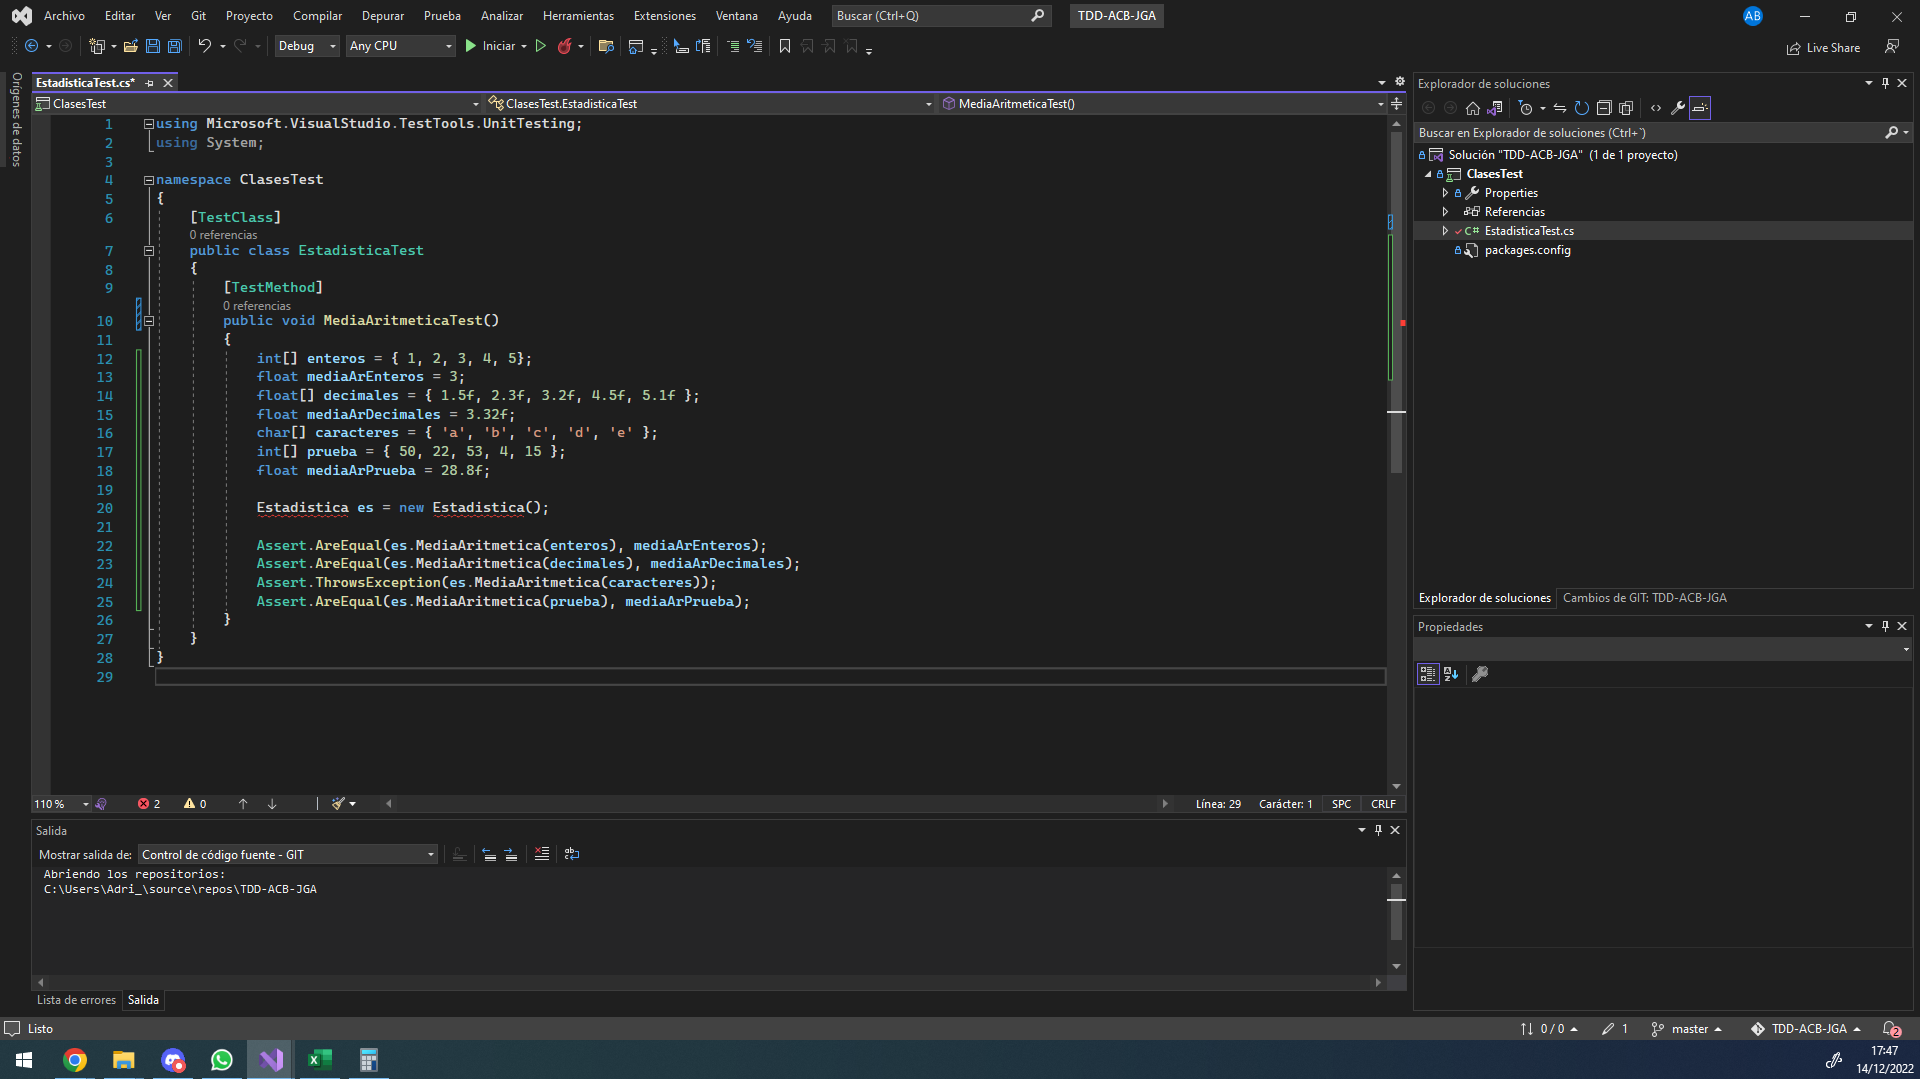 Archivo Editar Ver Git Proyecto Compilar Depurar Prueba Analizar Herramientas Extensiones Ventana Ayuda Buscar (Ctrl+Q) TDD-ACB-JGA AB
Debug Any CPU Iniciar Live Share
Orígenes de datos
EstadisticaTest.cs*
ClasesTest ClasesTest.EstadisticaTest MediaAritmeticaTest()
1 using Microsoft.VisualStudio.TestTools.UnitTesting;
2 using System;
3
4 namespace ClasesTest
5 {
6 [TestClass]
0 referencias
7 public class EstadisticaTest
8 {
9 [TestMethod]
0 referencias
10 public void MediaAritmeticaTest()
11 {
12 int[] enteros = { 1, 2, 3, 4, 5};
13 float mediaArEnteros = 3;
14 float[] decimales = { 1.5f, 2.3f, 3.2f, 4.5f, 5.1f };
15 float mediaArDecimales = 3.32f;
16 char[] caracteres = { 'a', 'b', 'c', 'd', 'e' };
17 int[] prueba = { 50, 22, 53, 4, 15 };
18 float mediaArPrueba = 28.8f;
19
20 Estadistica es = new Estadistica();
21
22 Assert.AreEqual(es.MediaAritmetica(enteros), mediaArEnteros);
23 Assert.AreEqual(es.MediaAritmetica(decimales), mediaArDecimales);
24 Assert.ThrowsException(es.MediaAritmetica(caracteres));
25 Assert.AreEqual(es.MediaAritmetica(prueba), mediaArPrueba);
26 }
27 }
28 }
29
110 % 2 0 Línea: 29 Carácter: 1 SPC CRLF
Salida
Mostrar salida de: Control de código fuente - GIT
Abriendo los repositorios:
C:\Users\Adri_\source\repos\TDD-ACB-JGA
Lista de errores Salida
Explorador de soluciones
Buscar en Explorador de soluciones (Ctrl+`)
Solución "TDD-ACB-JGA" (1 de 1 proyecto)
ClasesTest
Properties
Referencias
C# EstadisticaTest.cs
packages.config
Explorador de soluciones Cambios de GIT: TDD-ACB-JGA
Propiedades
Listo 0 / 0 1 master TDD-ACB-JGA 2
17:47
14/12/2022